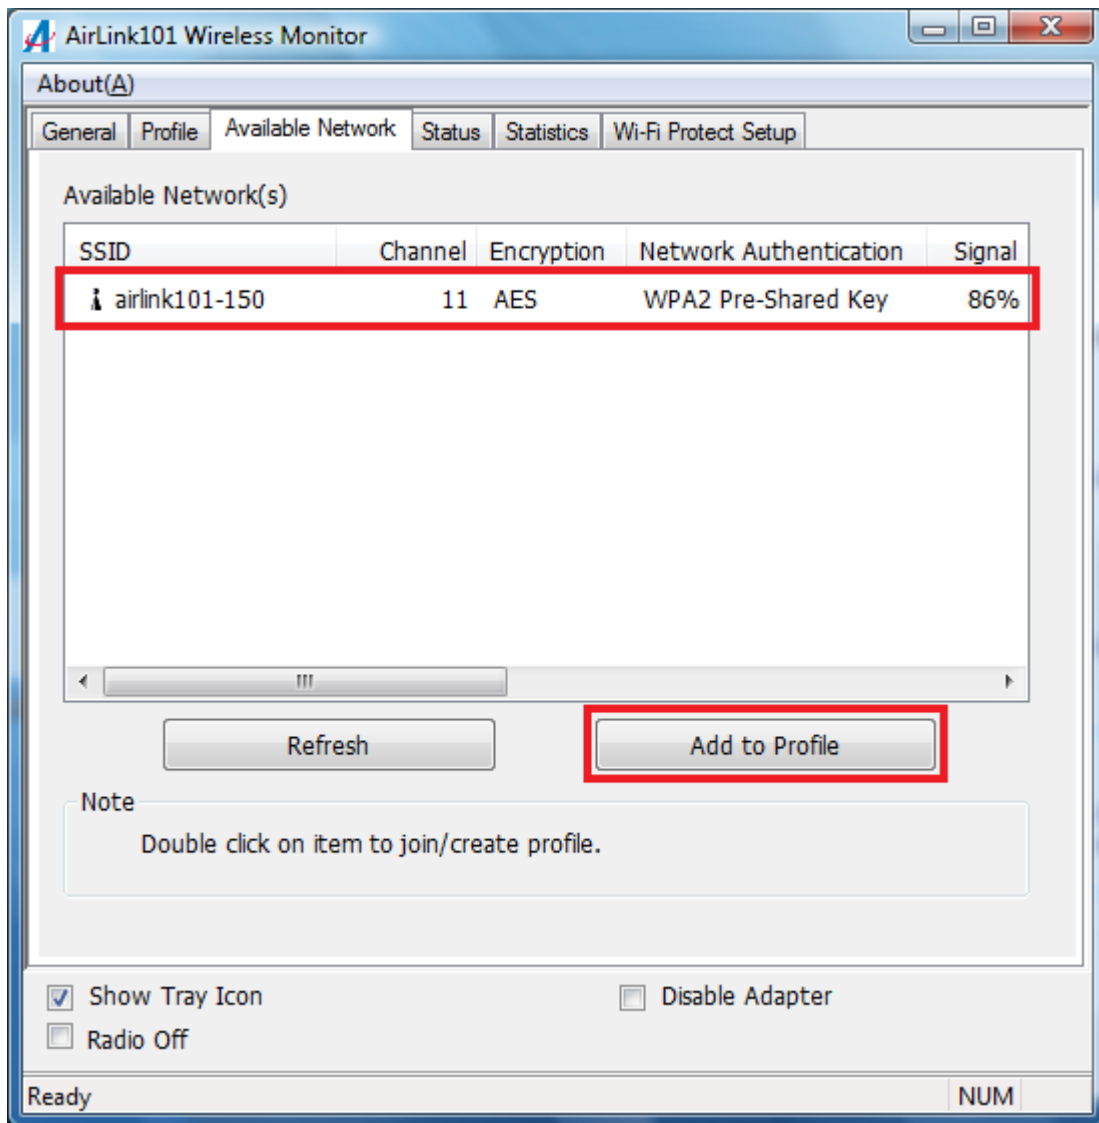 AirLink101 Wireless Monitor
About(A)
General Profile Available Network Status Statistics Wi-Fi Protect Setup
Available Network(s)
SSID Channel Encryption Network Authentication Signal
airlink101-150 11 AES WPA2 Pre-Shared Key 86%
Refresh Add to Profile
Note
Double click on item to join/create profile.
Show Tray Icon Disable Adapter
Radio Off
Ready NUM